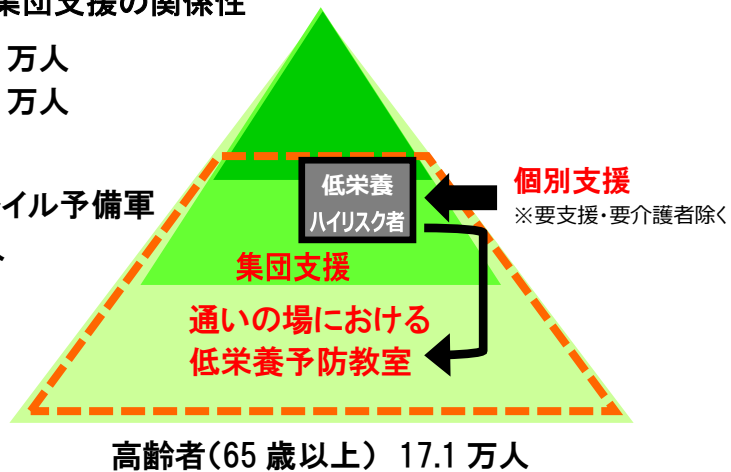 集団支援の関係性
万人
万人
イル予備軍
低栄養
ハイリスク者
個別支援
※要支援・要介護者除く
集団支援
通いの場における
低栄養予防教室
高齢者（65 歳以上） 17.1 万人